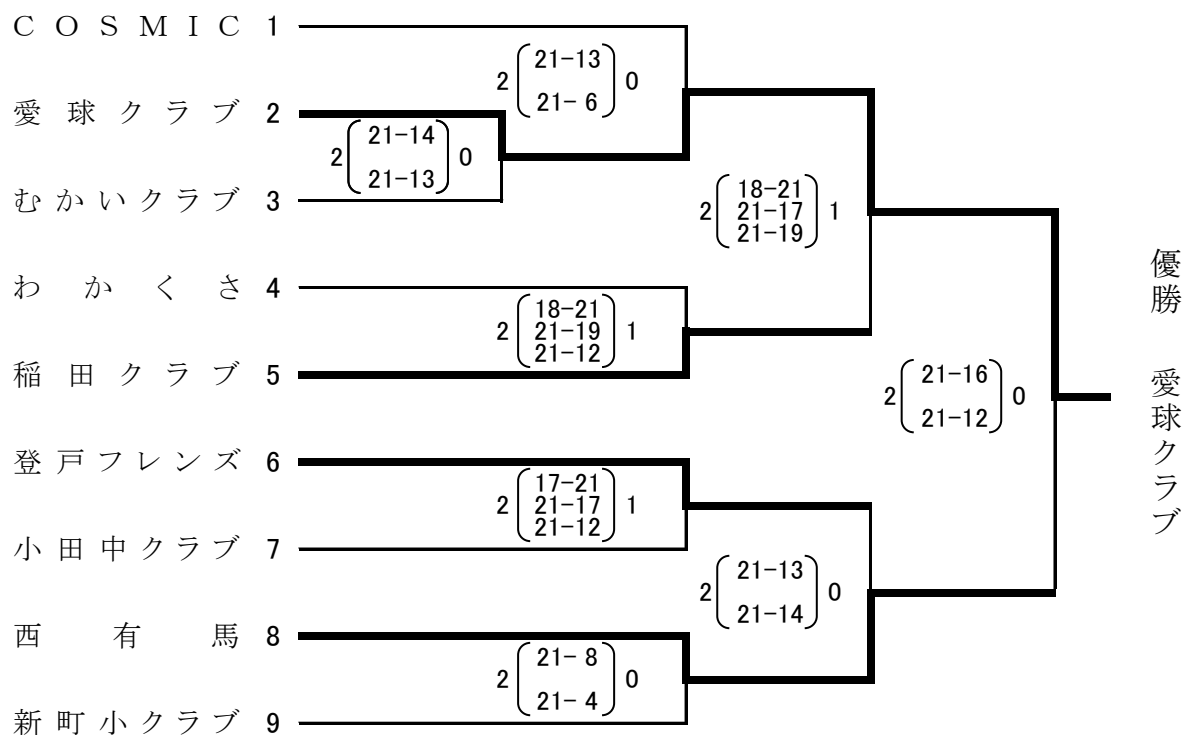 COSMIC 1
愛球クラブ 2
むかいクラブ 3
わかくさ 4
稲田クラブ 5
登戸フレンズ 6
小田中クラブ 7
西有馬 8
新町小クラブ 9
2 21-14 0
21-13
2 21-13 0
21- 6
18-21
2 21-19 1
21-12
17-21
2 21-17 1
21-12
2 21- 8 0
21- 4
18-21
2 21-17 1
21-19
2 21-13 0
21-14
2 21-16 0
21-12
優勝 愛球クラブ